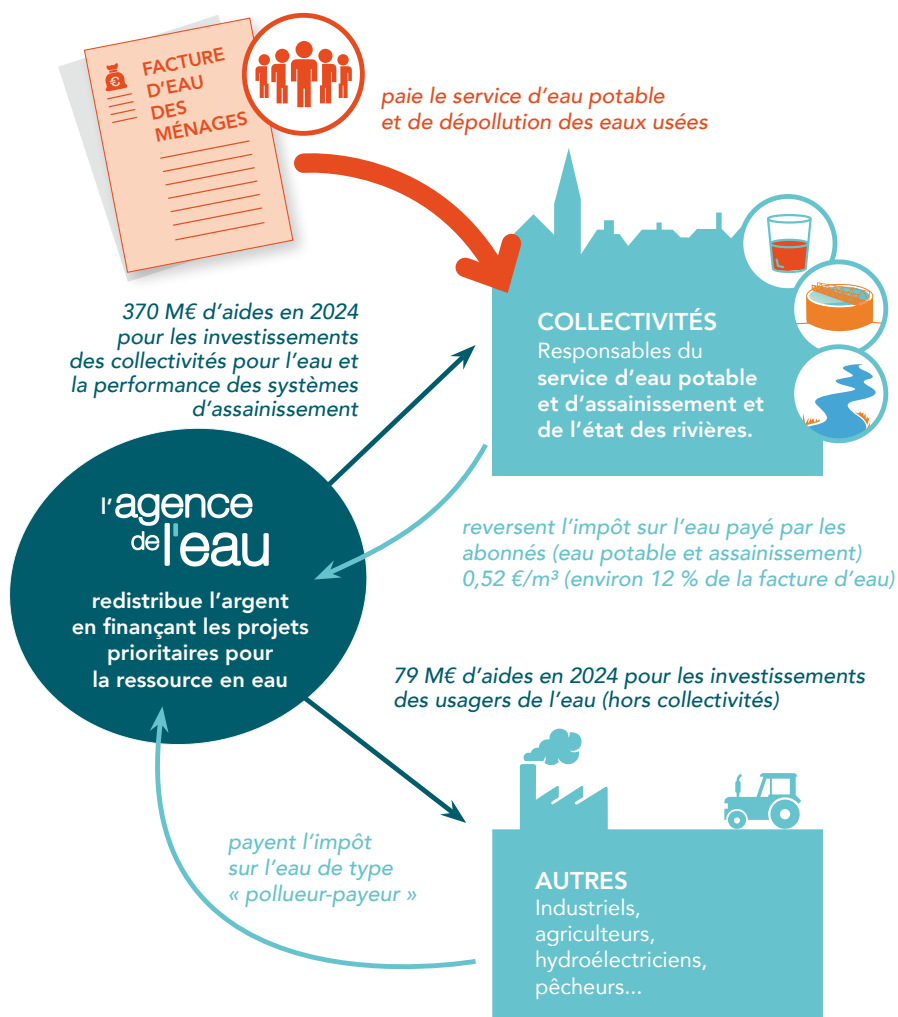 FACTURE
D'EAU
DES
MÉNAGES
€
paie le service d'eau potable
et de dépollution des eaux usées
370 M€ d'aides en 2024
pour les investissements
des collectivités pour l'eau et
la performance des systèmes
d'assainissement
COLLECTIVITÉS
Responsables du
service d'eau potable
et d'assainissement et
de l'état des rivières.
l'agence
de l'eau
redistribue l'argent
en finançant les projets
prioritaires pour
la ressource en eau
reversent l'impôt sur l'eau payé par les
abonnés (eau potable et assainissement)
0,52 €/m³ (environ 12 % de la facture d'eau)
79 M€ d'aides en 2024 pour les investissements
des usagers de l'eau (hors collectivités)
payent l'impôt
sur l'eau de type
« pollueur-payeur »
AUTRES
Industriels,
agriculteurs,
hydroélectriciens,
pêcheurs...